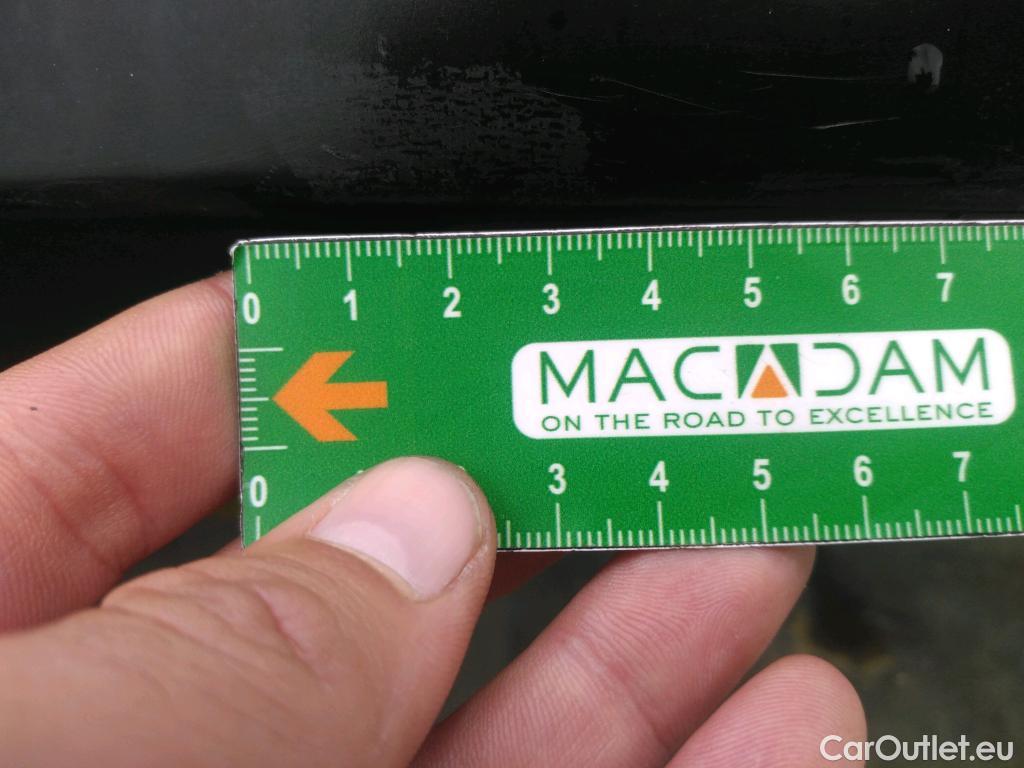 0 1 2 3 4 5 6 7
MACADAM
ON THE ROAD TO EXCELLENCE
0 3 4 5 6 7
CarOutlet.eu